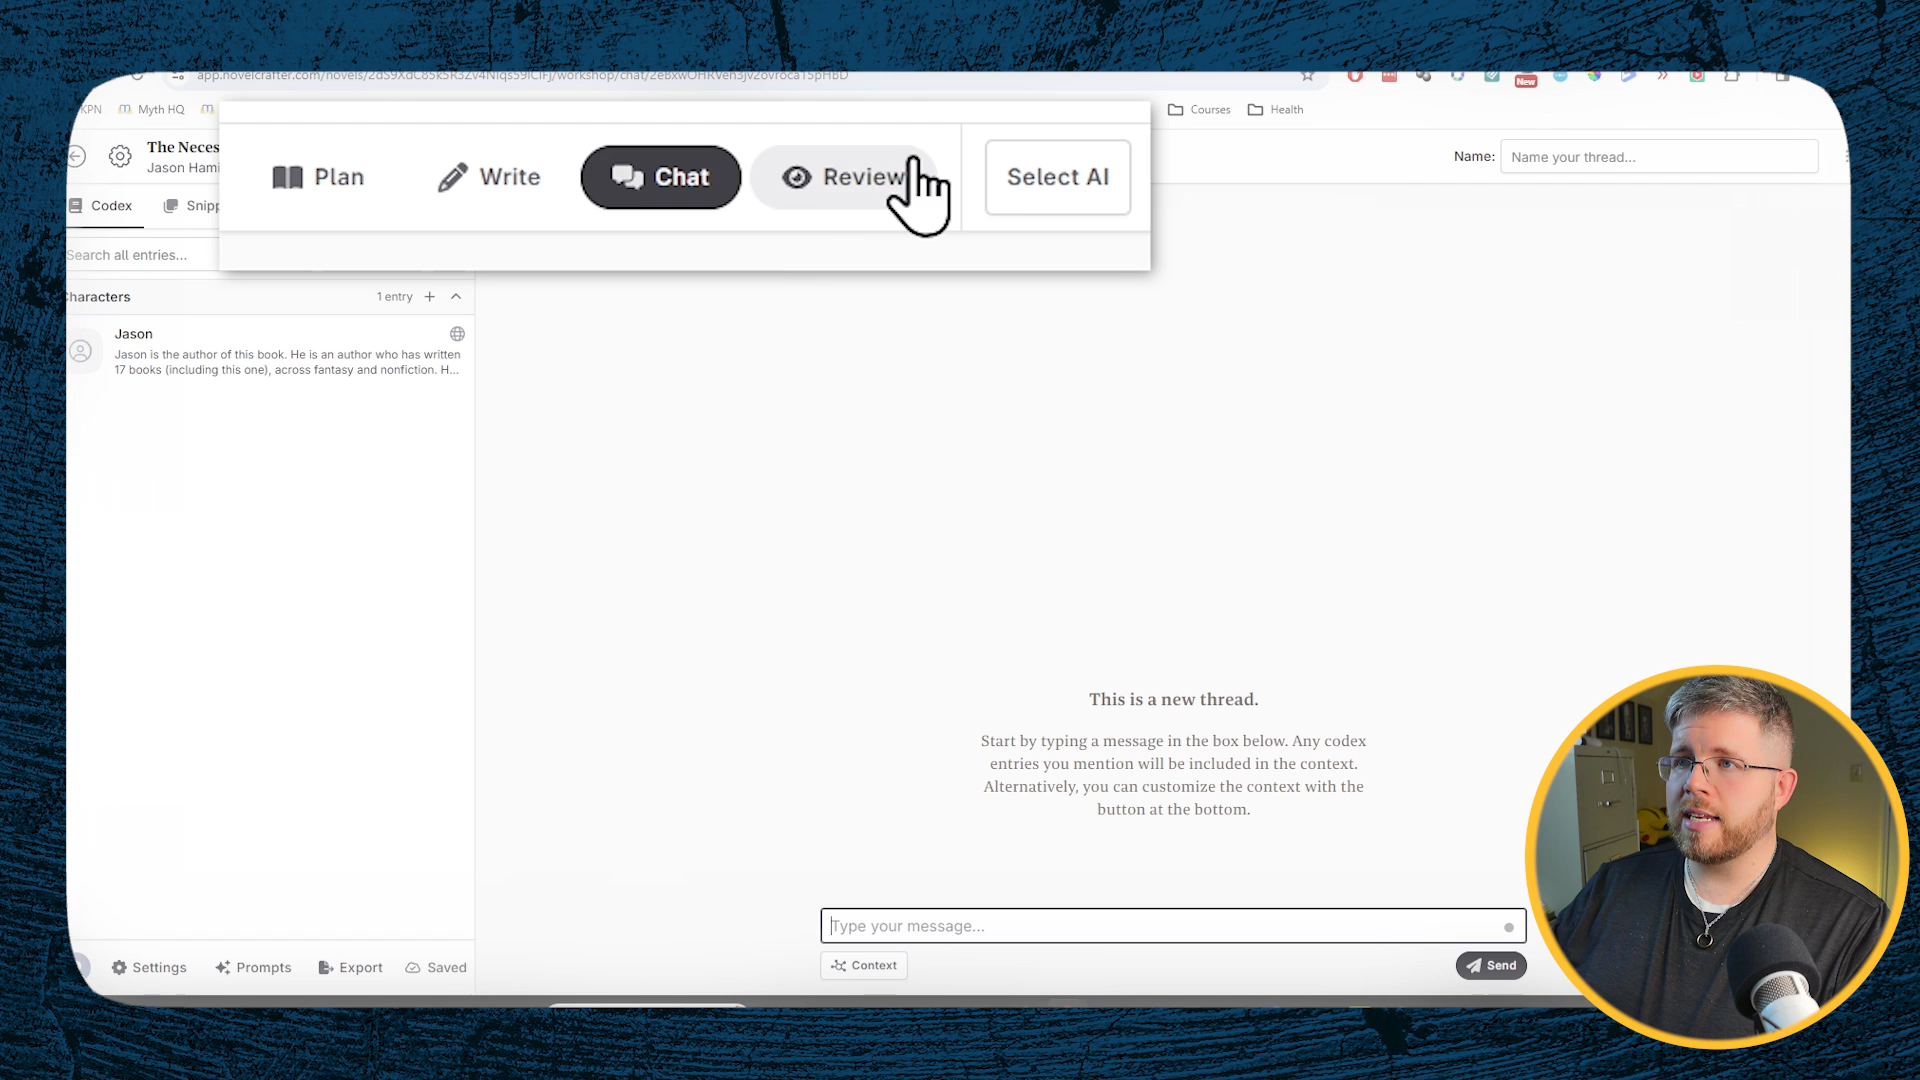 KPN
Myth HQ
Courses
Health
The Neces
Jason Hami
Plan
Write
Chat
Review
Select AI
Name:
Name your thread...
New
Codex
Snipp
Search all entries...
Characters
1 entry
Jason
Jason is the author of this book. He is an author who has written
17 books (including this one), across fantasy and nonfiction. H...
This is a new thread.
Start by typing a message in the box below. Any codex
entries you mention will be included in the context.
Alternatively, you can customize the context with the
button at the bottom.
Type your message...
Context
Send
Settings
Prompts
Export
Saved